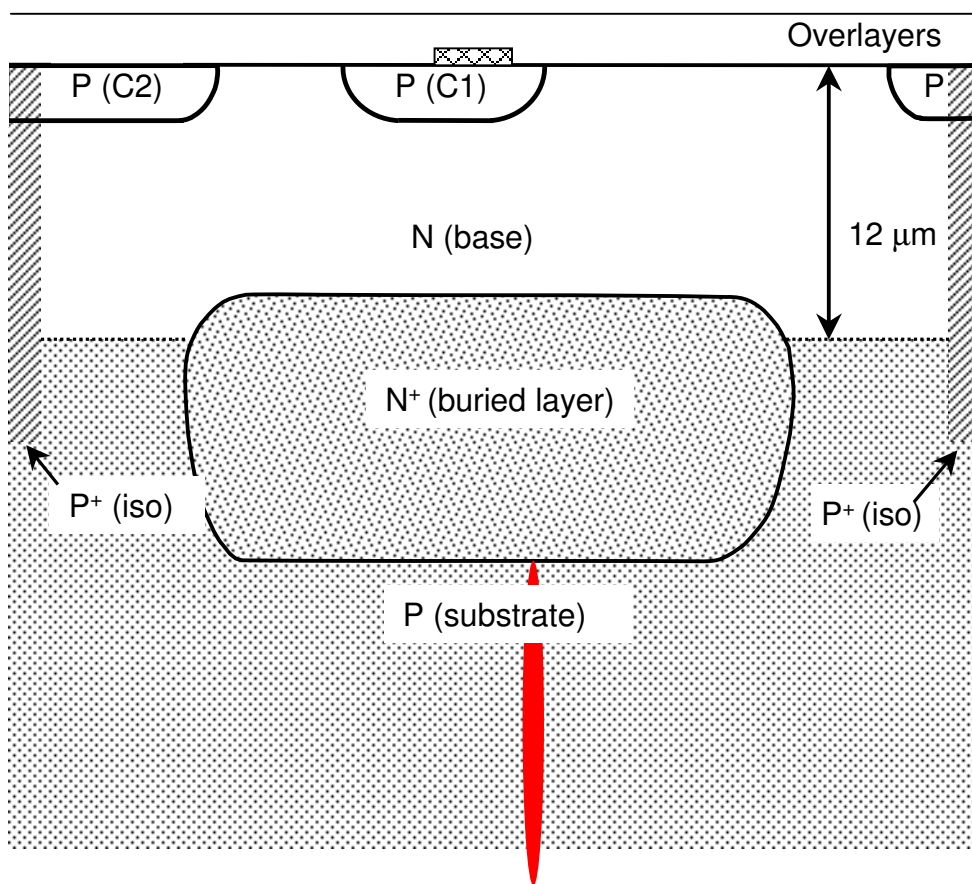 Overlayers
P (C2)
P (C1)
P
N (base)
12 μm
N⁺ (buried layer)
P⁺ (iso)
P⁺ (iso)
P (substrate)